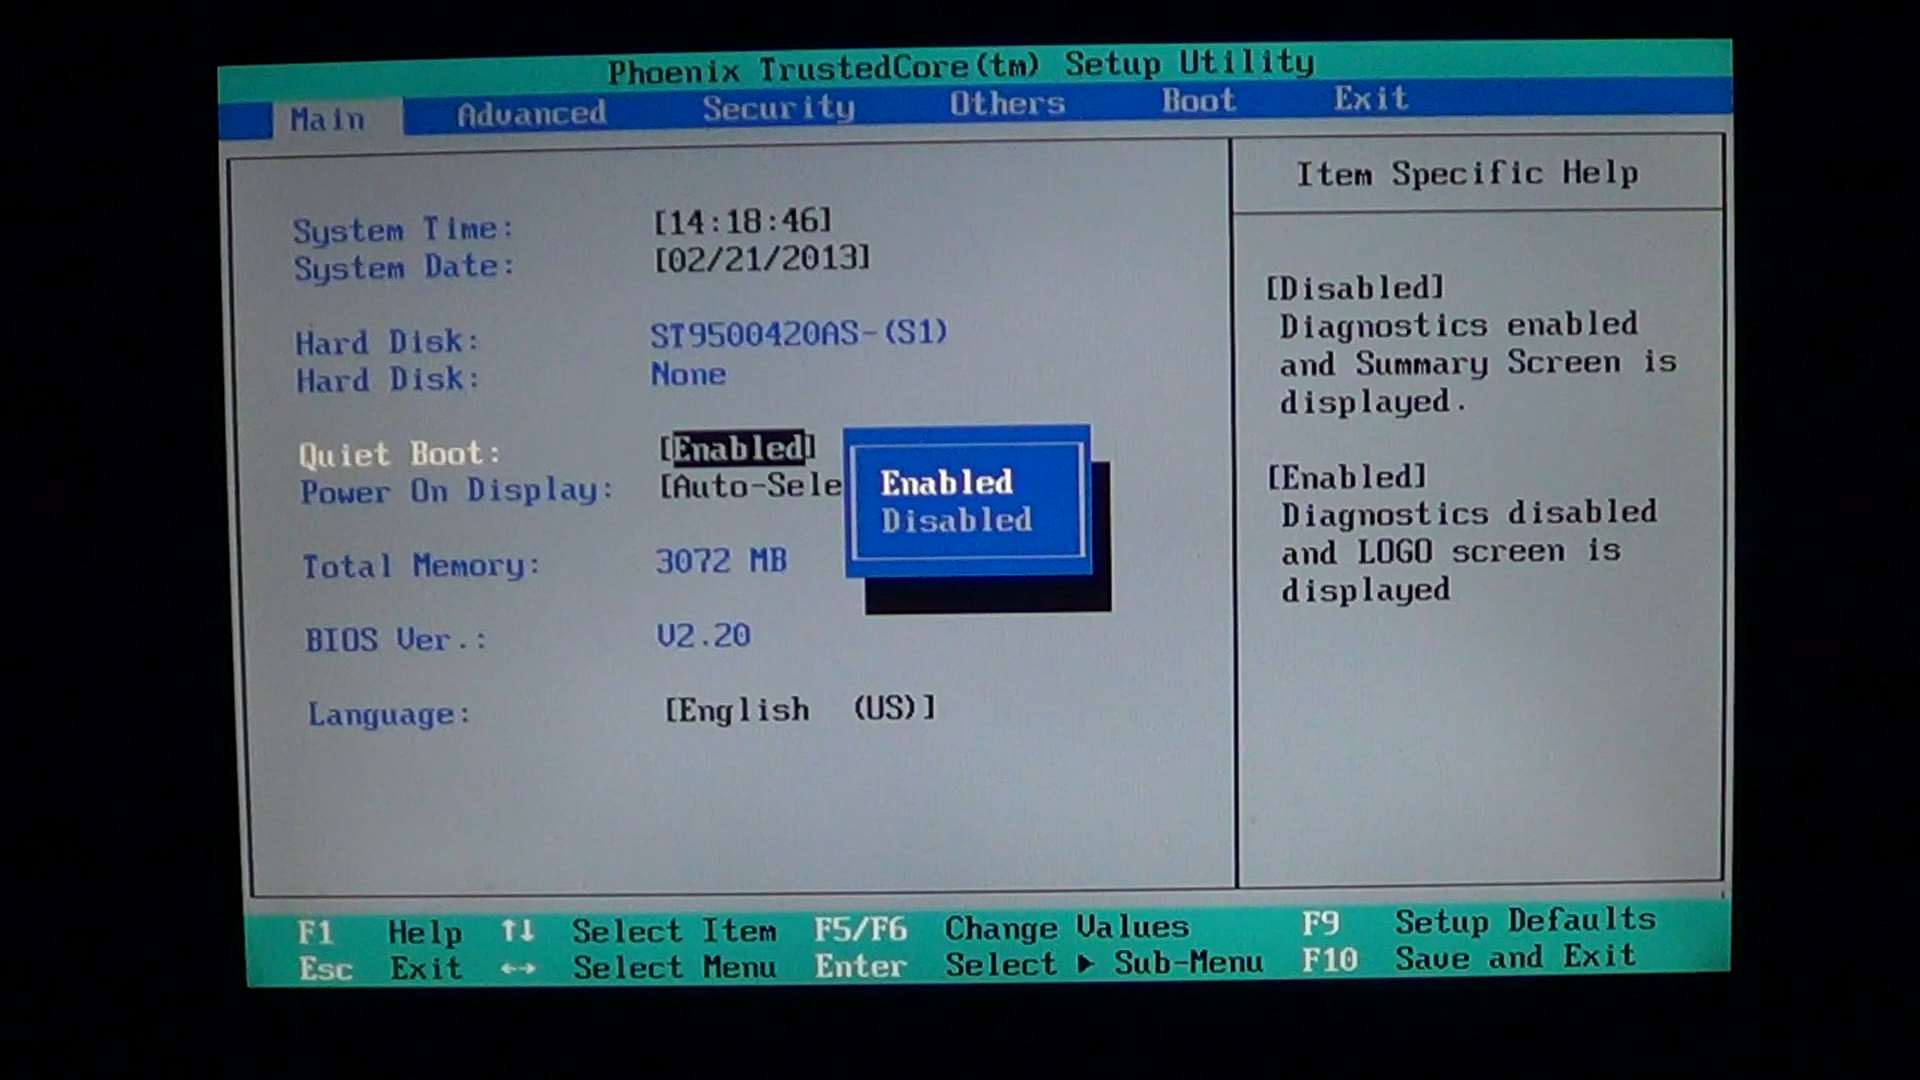 Phoenix TrustedCore(tm) Setup Utility
Main Advanced Security Others Boot Exit
System Time: [14:18:46]
System Date: [02/21/2013]
Hard Disk: ST9500420AS-(S1)
Hard Disk: None
Quiet Boot: [Enabled]
Power On Display: [Auto-Sele
Enabled
Disabled
Total Memory: 3072 MB
BIOS Ver.: V2.20
Language: [English (US)]
Item Specific Help
[Disabled]
Diagnostics enabled
and Summary Screen is
displayed.
[Enabled]
Diagnostics disabled
and LOGO screen is
displayed
F1 Help ↑↓ Select Item F5/F6 Change Values F9 Setup Defaults
Esc Exit ←→ Select Menu Enter Select ▶ Sub-Menu F10 Save and Exit